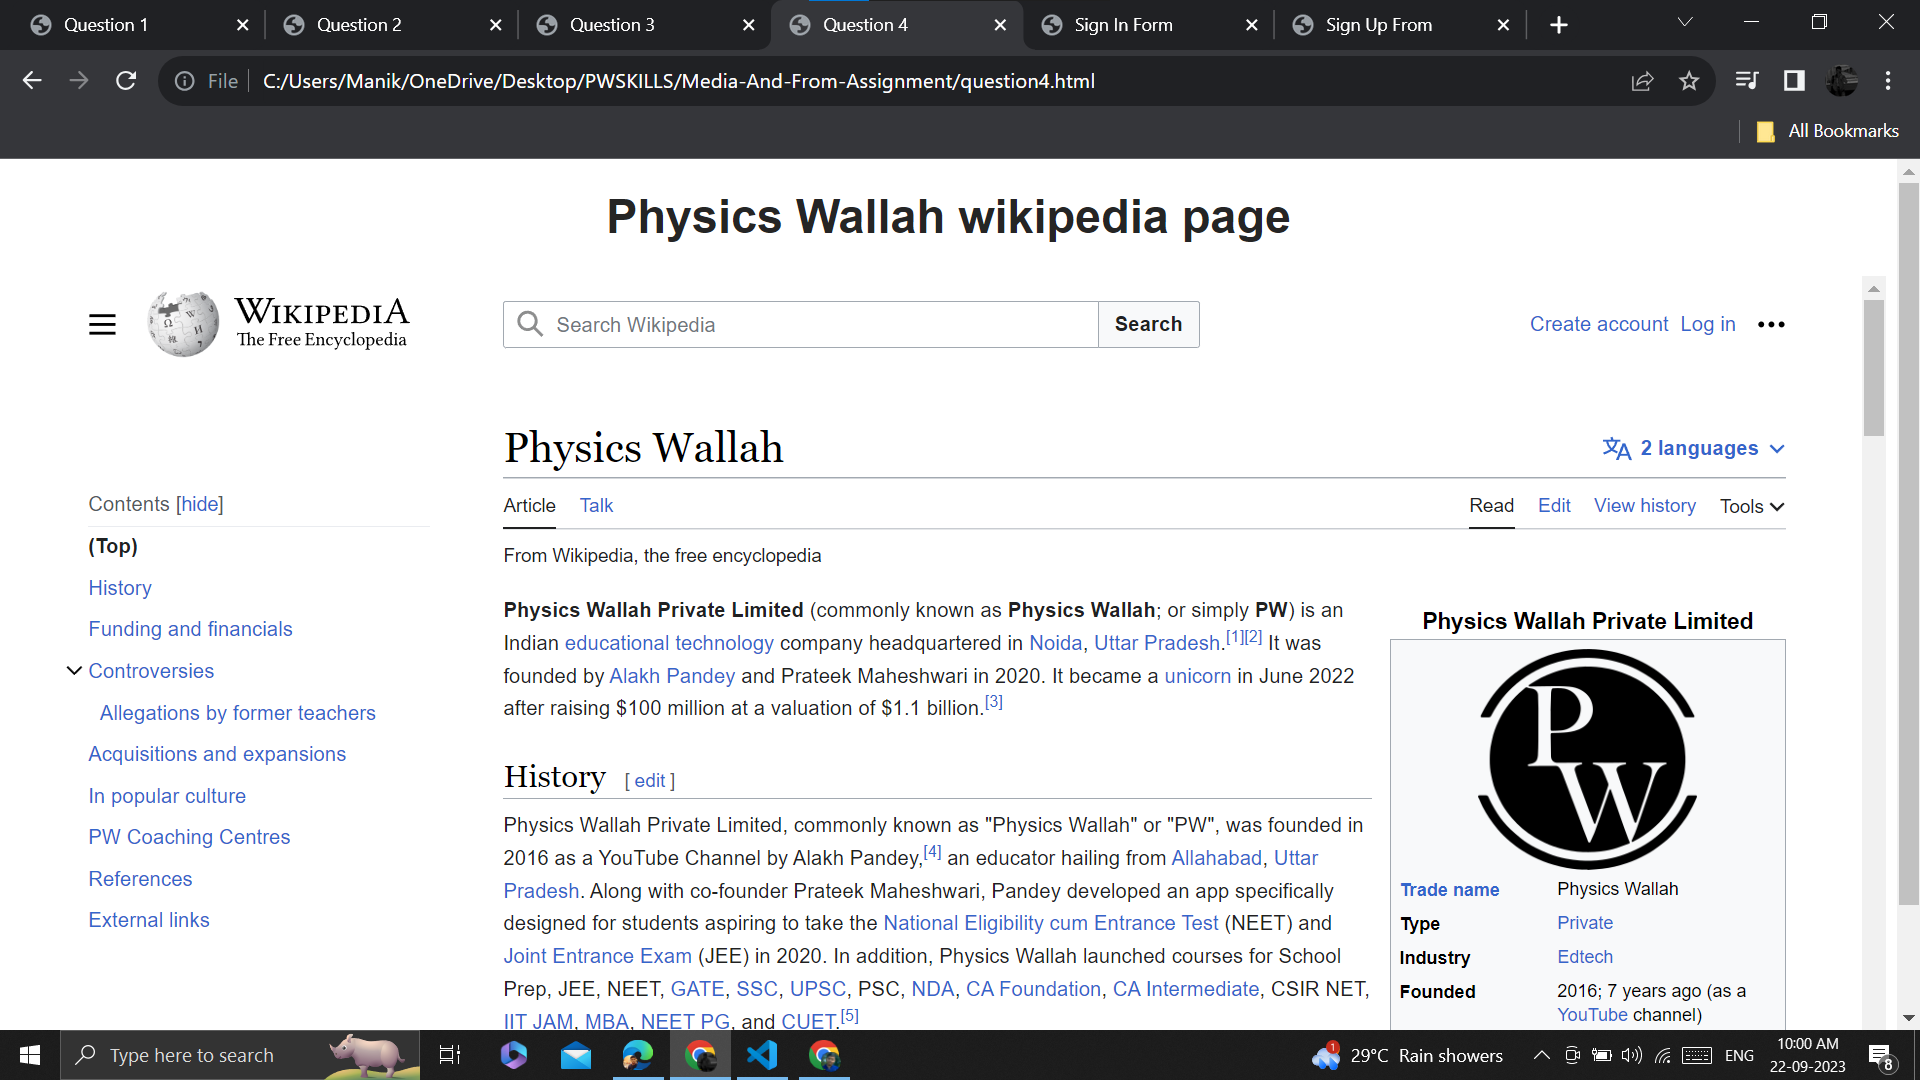 Question 1
Question 2
Question 3
Question 4
Sign In Form
Sign Up From
File
C:/Users/Manik/OneDrive/Desktop/PWSKILLS/Media-And-From-Assignment/question4.html
All Bookmarks
Physics Wallah wikipedia page
WIKIPEDIA
The Free Encyclopedia
Search Wikipedia
Search
Create account Log in
Physics Wallah
2 languages
Contents [hide]
(Top)
History
Funding and financials
Controversies
Allegations by former teachers
Acquisitions and expansions
In popular culture
PW Coaching Centres
References
External links
Article Talk
Read Edit View history Tools
From Wikipedia, the free encyclopedia
Physics Wallah Private Limited (commonly known as Physics Wallah; or simply PW) is an
Indian educational technology company headquartered in Noida, Uttar Pradesh.[1][2] It was
founded by Alakh Pandey and Prateek Maheshwari in 2020. It became a unicorn in June 2022
after raising $100 million at a valuation of $1.1 billion.[3]
History [ edit ]
Physics Wallah Private Limited, commonly known as "Physics Wallah" or "PW", was founded in
2016 as a YouTube Channel by Alakh Pandey,[4] an educator hailing from Allahabad, Uttar
Pradesh. Along with co-founder Prateek Maheshwari, Pandey developed an app specifically
designed for students aspiring to take the National Eligibility cum Entrance Test (NEET) and
Joint Entrance Exam (JEE) in 2020. In addition, Physics Wallah launched courses for School
Prep, JEE, NEET, GATE, SSC, UPSC, PSC, NDA, CA Foundation, CA Intermediate, CSIR NET,
IIT JAM, MBA, NEET PG, and CUET.[5]
Physics Wallah Private Limited
P
W
Trade name Physics Wallah
Type Private
Industry Edtech
Founded 2016; 7 years ago (as a
YouTube channel)
Type here to search
1
29°C Rain showers
ENG
10:00 AM
22-09-2023
8